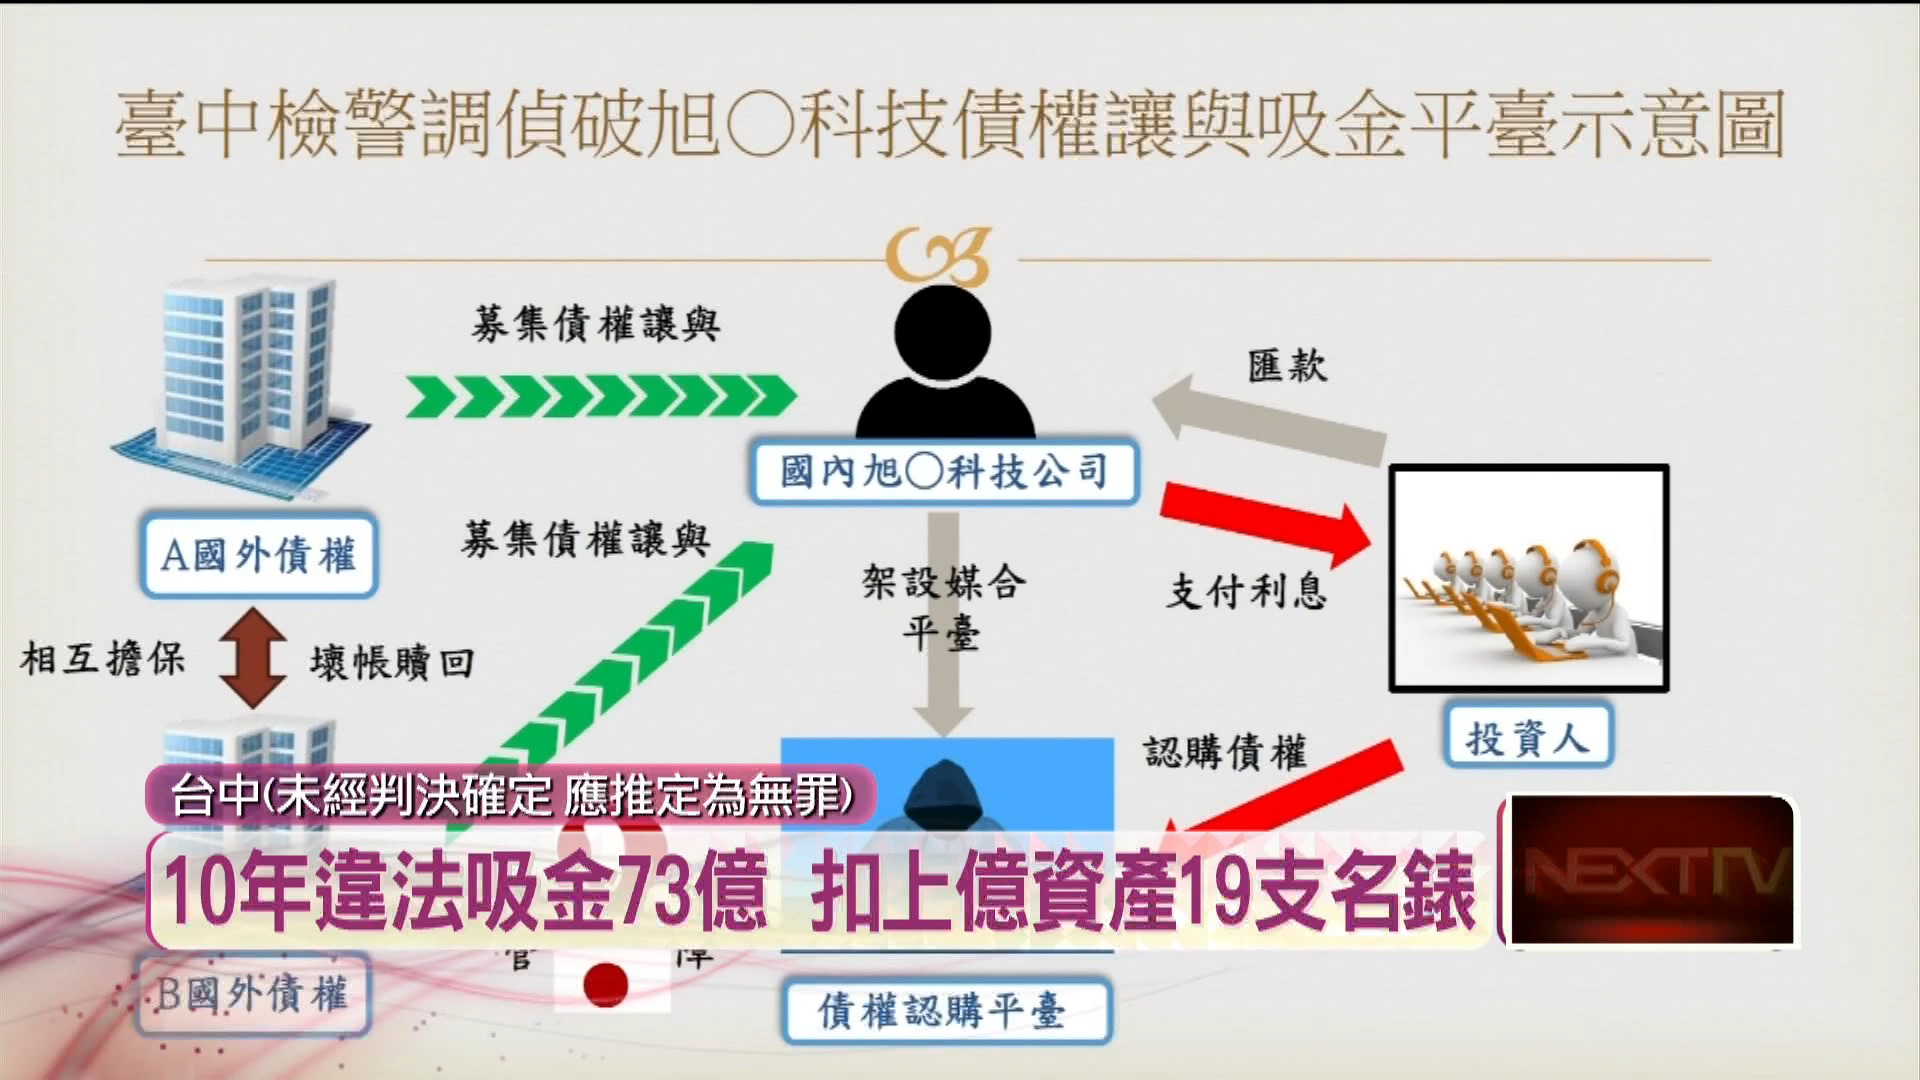 臺中檢警調偵破旭〇科技債權讓與吸金平臺示意圖
募集債權讓與
匯款
國內旭〇科技公司
A國外債權
募集債權讓與
架設媒合
平臺
支付利息
相互擔保
壞帳贖回
投資人
認購債權
台中(未經判決確定 應推定為無罪)
10年違法吸金73億 扣上億資產19支名錶
NEXTTV
B國外債權
債權認購平臺